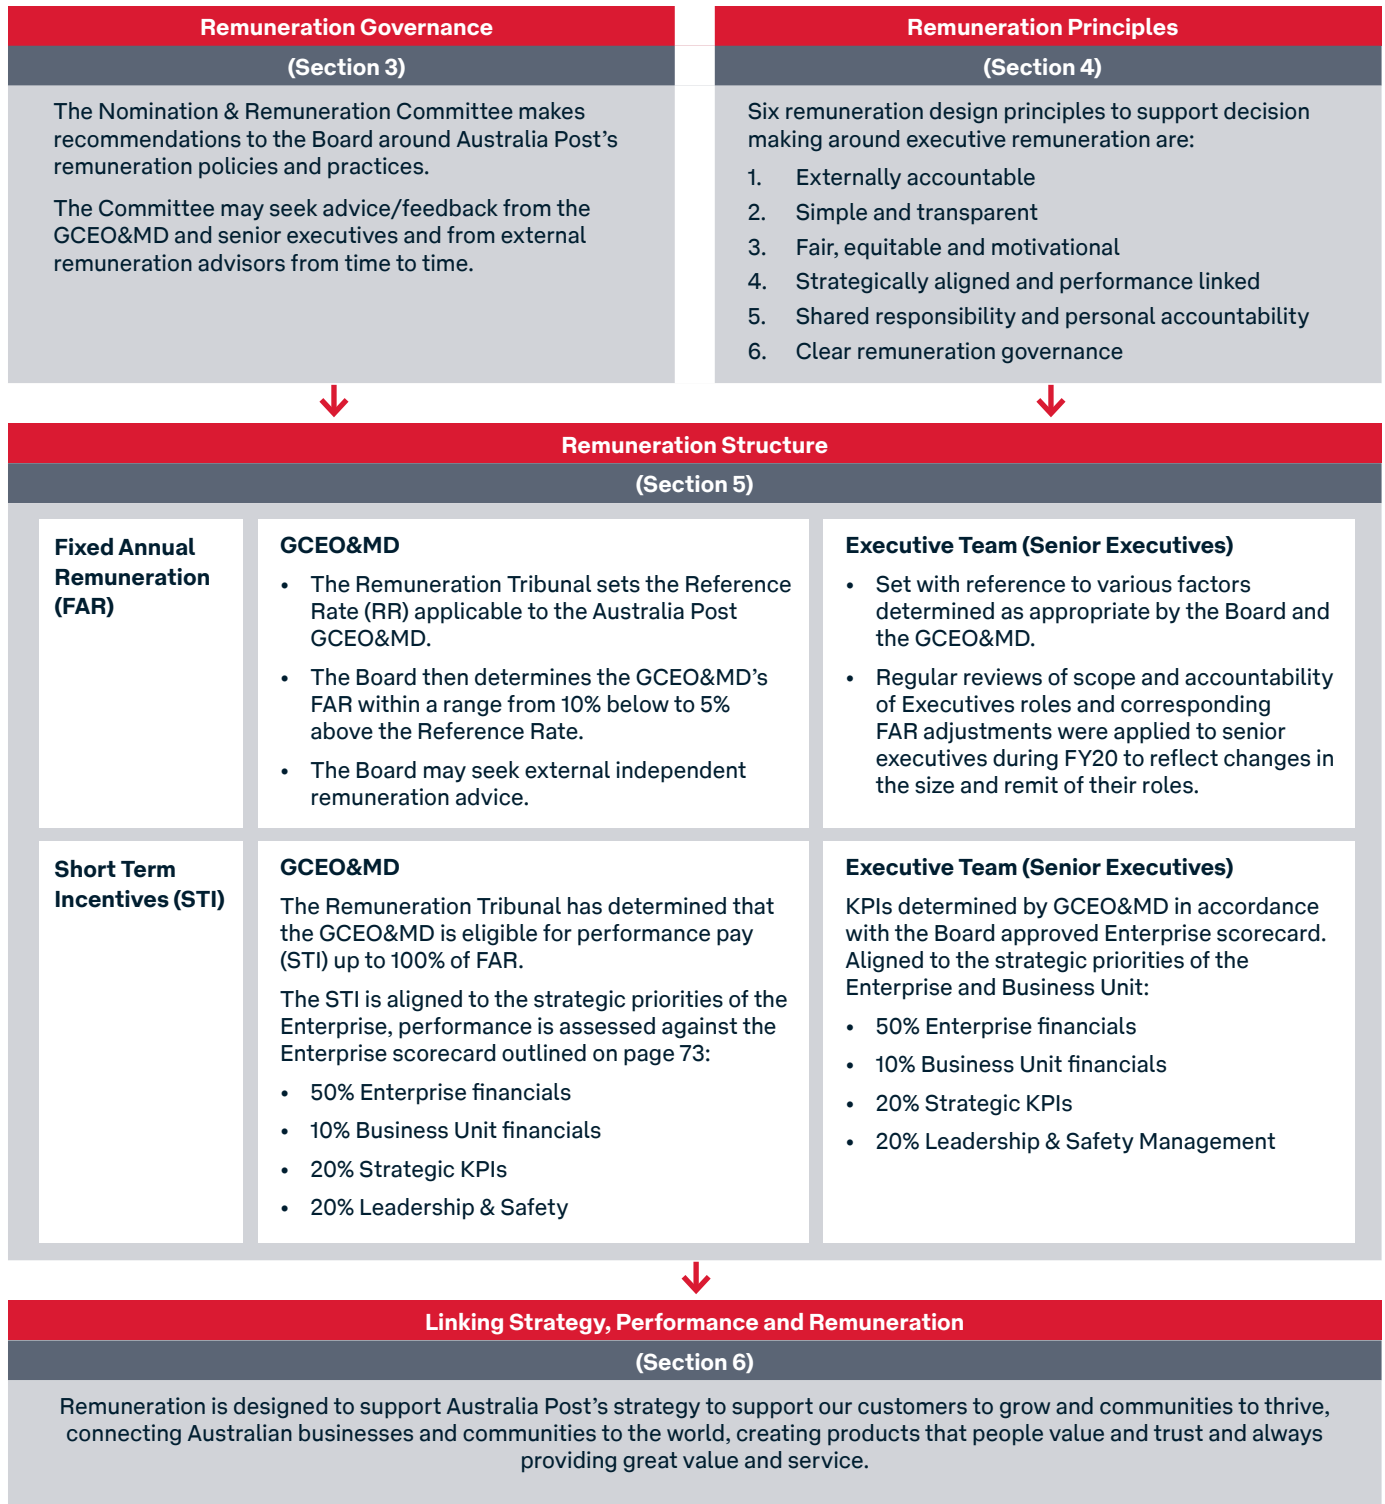 Remuneration Governance
(Section 3)
The Nomination & Remuneration Committee makes
recommendations to the Board around Australia Post’s
remuneration policies and practices.
The Committee may seek advice/feedback from the
GCEO&MD and senior executives and from external
remuneration advisors from time to time.
Remuneration Principles
(Section 4)
Six remuneration design principles to support decision
making around executive remuneration are:
1. Externally accountable
2. Simple and transparent
3. Fair, equitable and motivational
4. Strategically aligned and performance linked
5. Shared responsibility and personal accountability
6. Clear remuneration governance
Remuneration Structure
(Section 5)
Fixed Annual
Remuneration
(FAR)
GCEO&MD
• The Remuneration Tribunal sets the Reference
Rate (RR) applicable to the Australia Post
GCEO&MD.
• The Board then determines the GCEO&MD’s
FAR within a range from 10% below to 5%
above the Reference Rate.
• The Board may seek external independent
remuneration advice.
Executive Team (Senior Executives)
• Set with reference to various factors
determined as appropriate by the Board and
the GCEO&MD.
• Regular reviews of scope and accountability
of Executives roles and corresponding
FAR adjustments were applied to senior
executives during FY20 to reflect changes in
the size and remit of their roles.
Short Term
Incentives (STI)
GCEO&MD
The Remuneration Tribunal has determined that
the GCEO&MD is eligible for performance pay
(STI) up to 100% of FAR.
The STI is aligned to the strategic priorities of the
Enterprise, performance is assessed against the
Enterprise scorecard outlined on page 73:
• 50% Enterprise financials
• 10% Business Unit financials
• 20% Strategic KPIs
• 20% Leadership & Safety
Executive Team (Senior Executives)
KPIs determined by GCEO&MD in accordance
with the Board approved Enterprise scorecard.
Aligned to the strategic priorities of the
Enterprise and Business Unit:
• 50% Enterprise financials
• 10% Business Unit financials
• 20% Strategic KPIs
• 20% Leadership & Safety Management
Linking Strategy, Performance and Remuneration
(Section 6)
Remuneration is designed to support Australia Post’s strategy to support our customers to grow and communities to thrive,
connecting Australian businesses and communities to the world, creating products that people value and trust and always
providing great value and service.